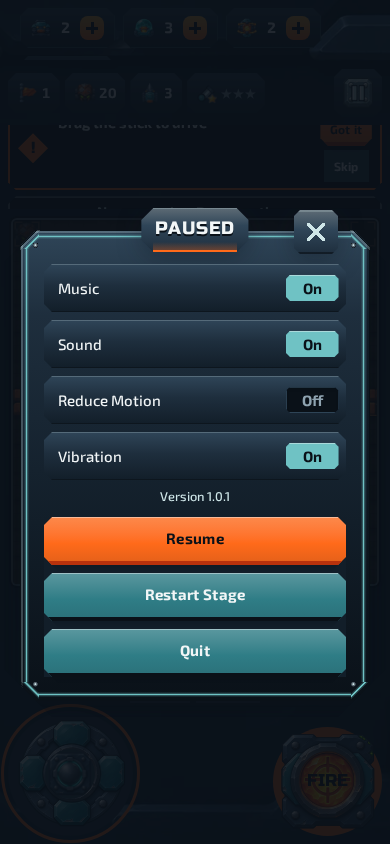 2
3
2
1
20
3
Drag the stick to drive
Got it
Skip
PAUSED
Music
On
Sound
On
Reduce Motion
Off
Vibration
On
Version 1.0.1
Resume
Restart Stage
Quit
FIRE